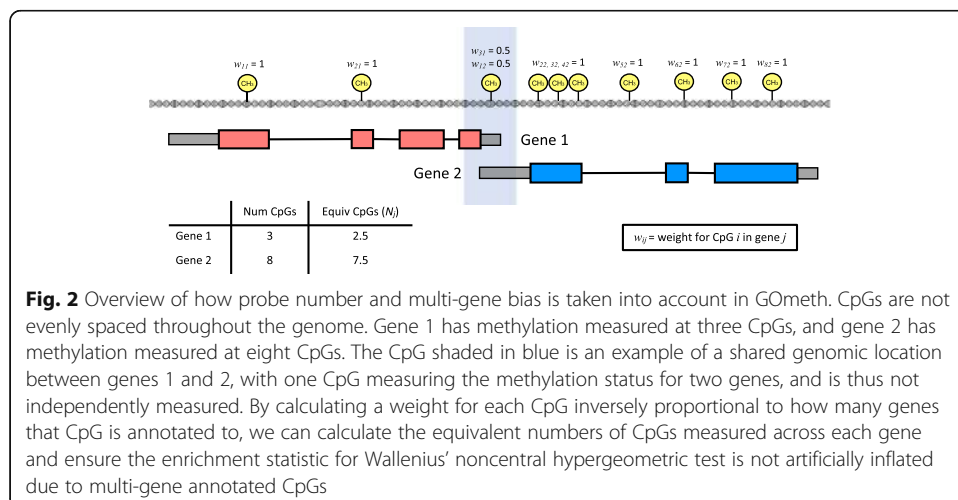 w₃₁ = 0.5
w₁₁ = 1 w₂₁ = 1 w₁₂ = 0.5 w₂₂, ₃₂, ₄₂ = 1 w₅₂ = 1 w₆₂ = 1 w₇₂ = 1 w₈₂ = 1
CH₃ CH₃ CH₃ CH₃ CH₃ CH₃ CH₃ CH₃ CH₃ CH₃
Gene 1
Gene 2
Num CpGs Equiv CpGs (Nⱼ)
Gene 1 3 2.5
Gene 2 8 7.5
wᵢⱼ = weight for CpG i in gene j
Fig. 2 Overview of how probe number and multi-gene bias is taken into account in GOmeth. CpGs are not
evenly spaced throughout the genome. Gene 1 has methylation measured at three CpGs, and gene 2 has
methylation measured at eight CpGs. The CpG shaded in blue is an example of a shared genomic location
between genes 1 and 2, with one CpG measuring the methylation status for two genes, and is thus not
independently measured. By calculating a weight for each CpG inversely proportional to how many genes
that CpG is annotated to, we can calculate the equivalent numbers of CpGs measured across each gene
and ensure the enrichment statistic for Wallenius’ noncentral hypergeometric test is not artificially inflated
due to multi-gene annotated CpGs